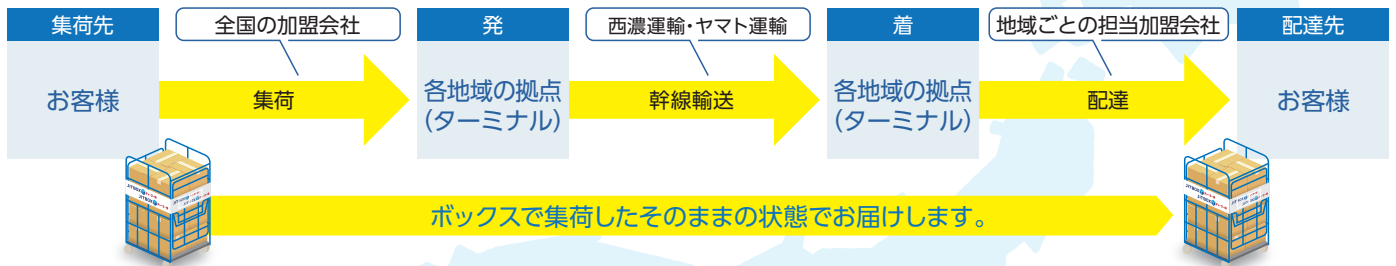 集荷先
全国の加盟会社
発
西濃運輸・ヤマト運輸
着
地域ごとの担当加盟会社
配達先
お客様
集荷
各地域の拠点
(ターミナル)
幹線輸送
各地域の拠点
(ターミナル)
配達
お客様
ボックスで集荷したそのままの状態でお届けします。